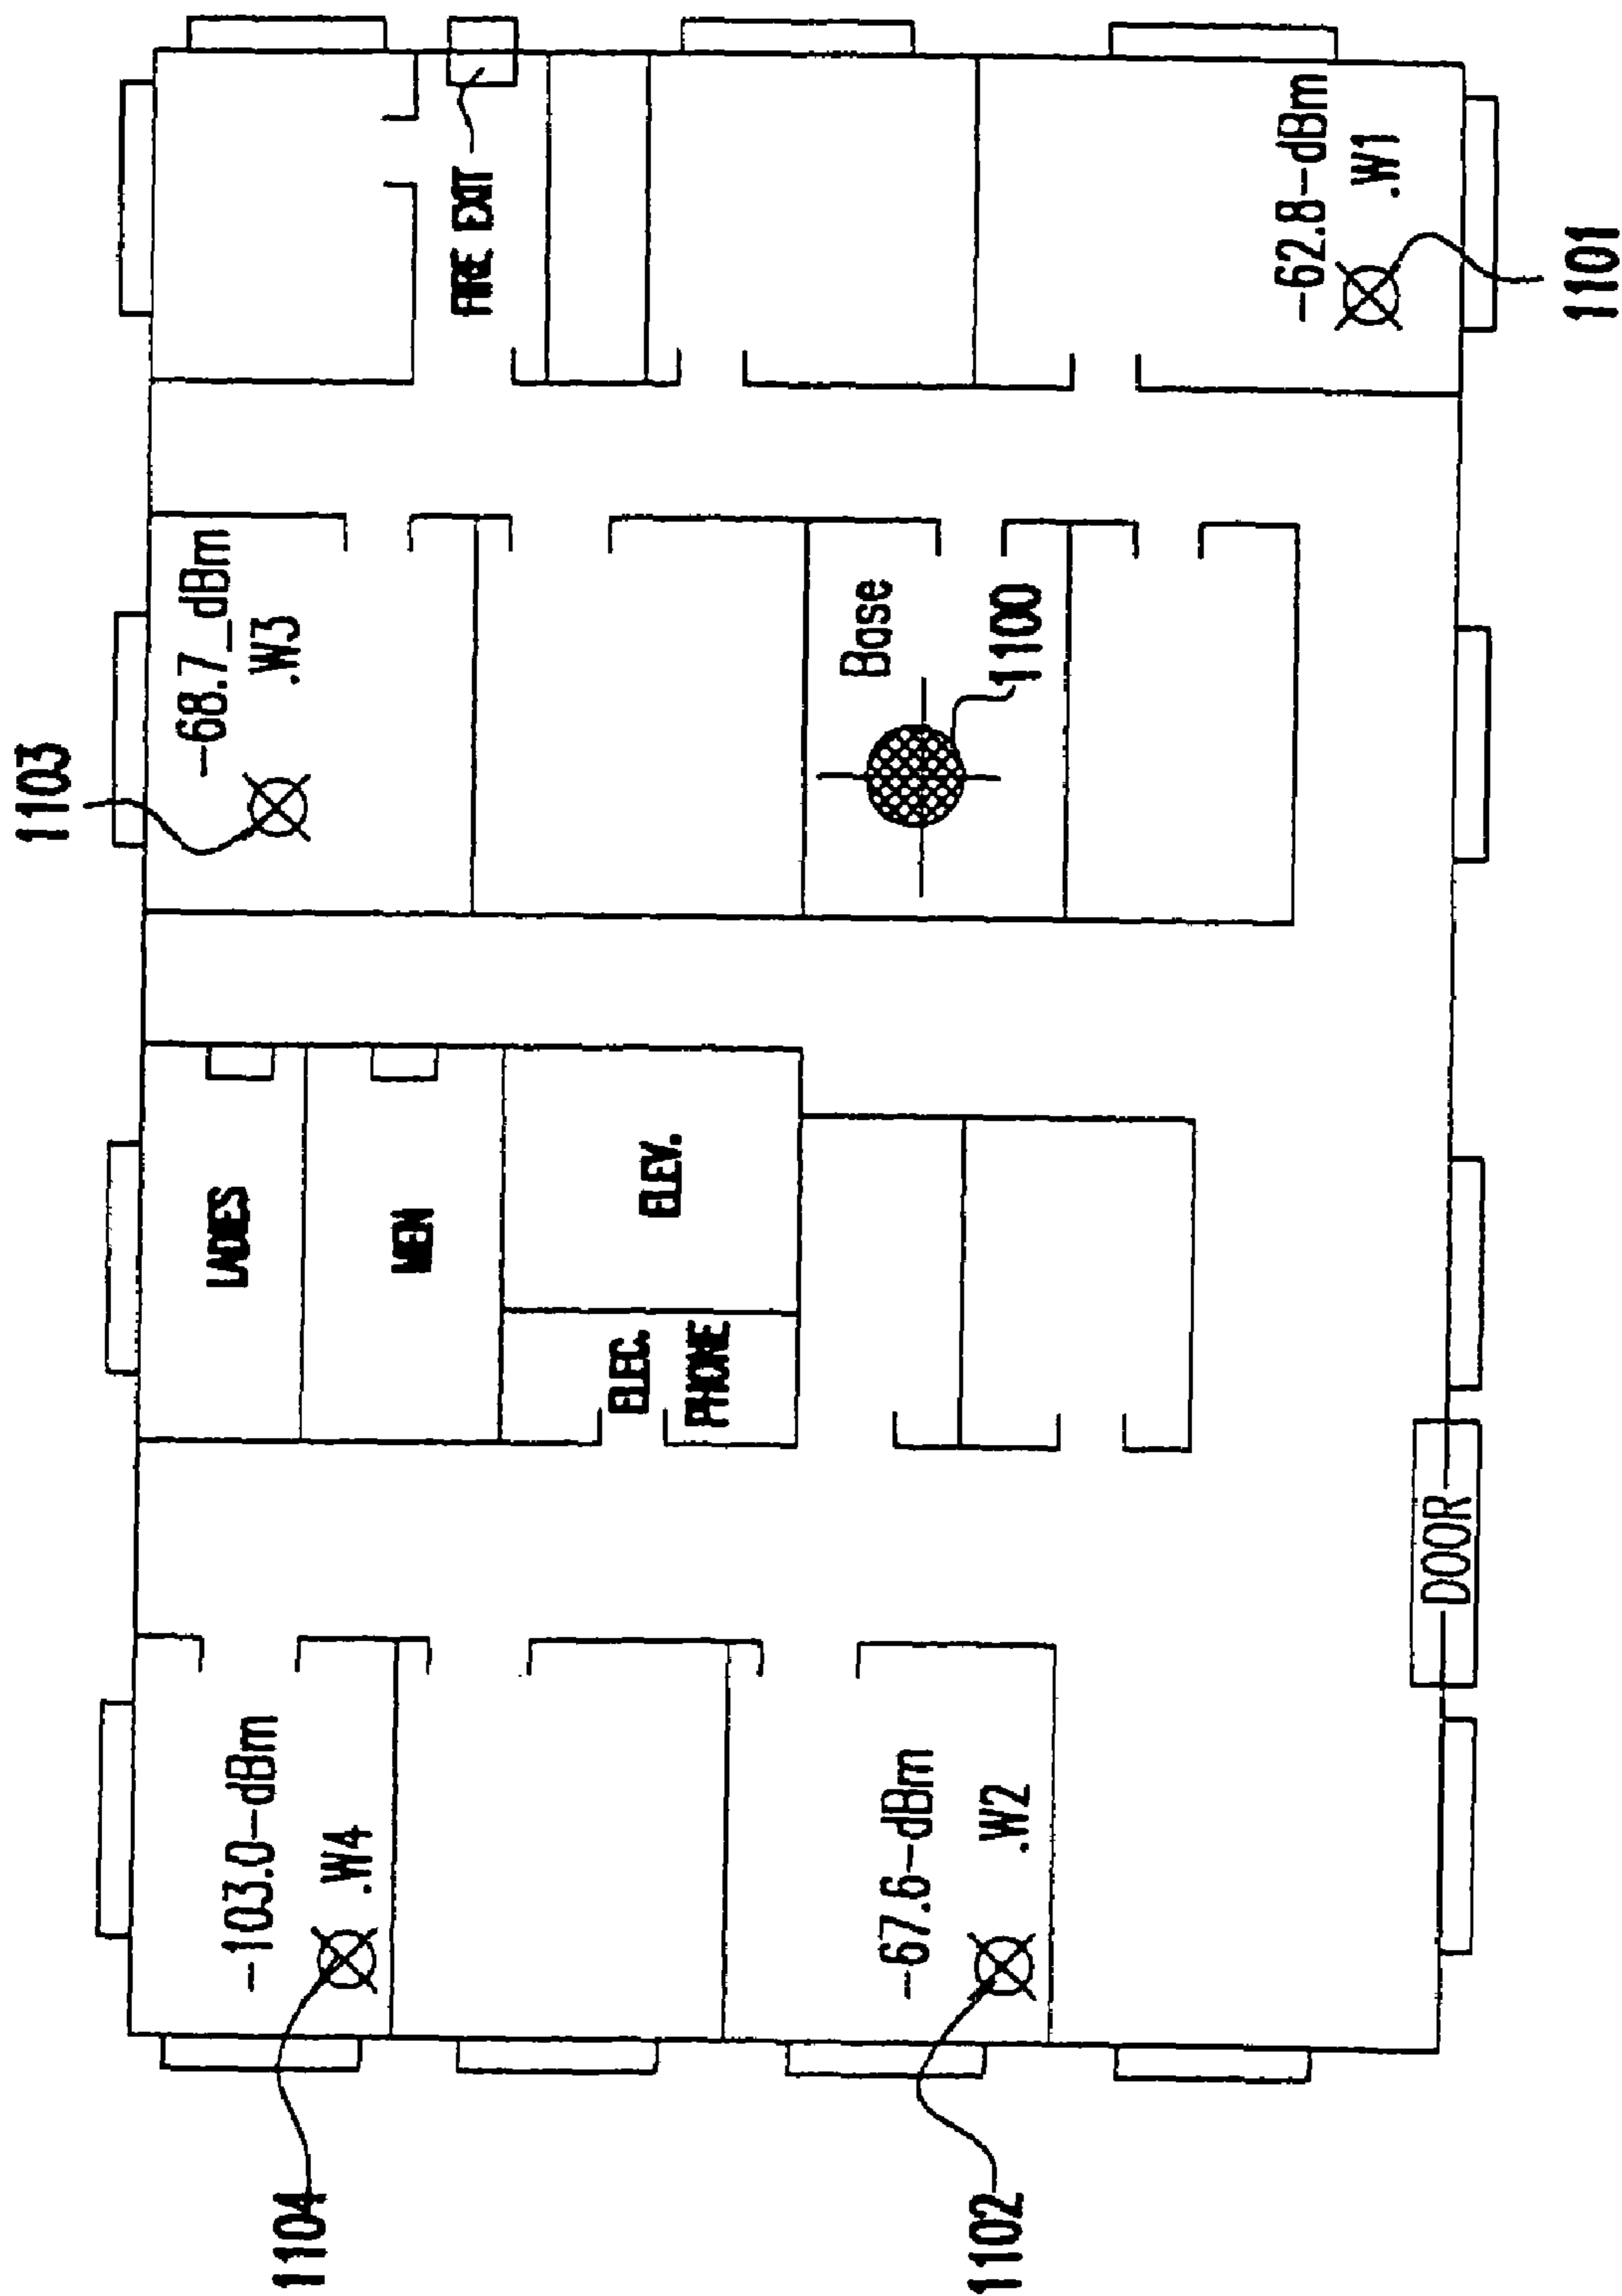 1104
-103.0-dBm
.W4
LADIES
MEN
1103
-68.7_dBm
.W3
FIRE EXIT
ELEC.
PHONE
ELEV.
Base
1100
1102
-67.6-dBm
.W2
DOOR
-62.8-dBm
.W1
1101